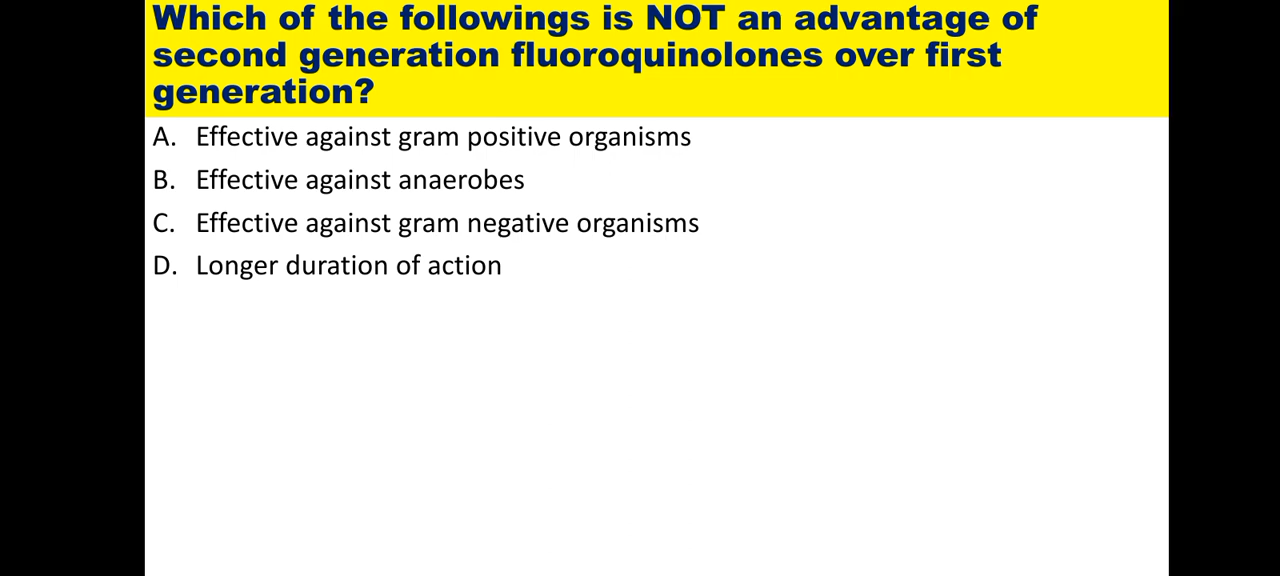 Which of the followings is NOT an advantage of
second generation fluoroquinolones over first
generation?
A. Effective against gram positive organisms
B. Effective against anaerobes
C. Effective against gram negative organisms
D. Longer duration of action